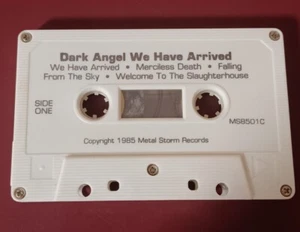 Dark Angel We Have Arrived
We Have Arrived • Merciless Death • Falling
From The Sky • Welcome To The Slaughterhouse
SIDE
ONE
MSB501C
Copyright 1985 Metal Storm Records